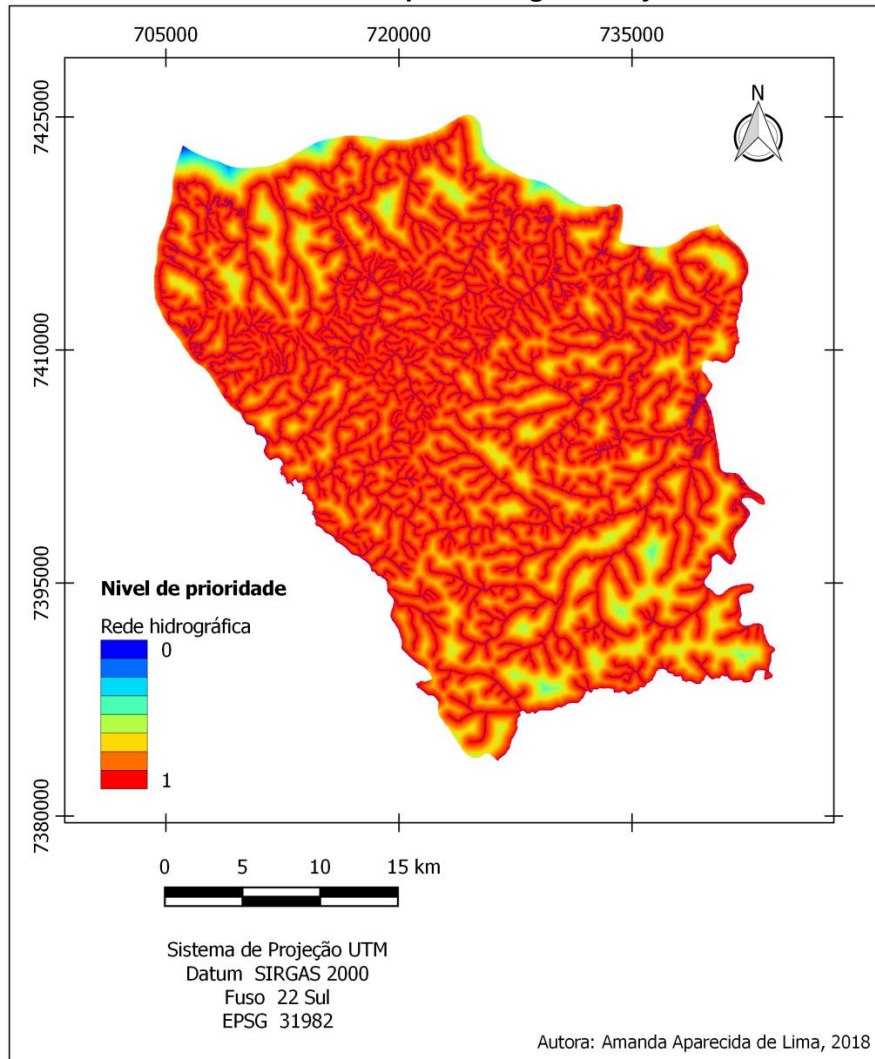 705000 720000 735000
N
7425000
7410000
7395000
7380000
Nivel de prioridade
Rede hidrográfica
0
1
0 5 10 15 km
Sistema de Projeção UTM
Datum SIRGAS 2000
Fuso 22 Sul
EPSG 31982
Autora: Amanda Aparecida de Lima, 2018